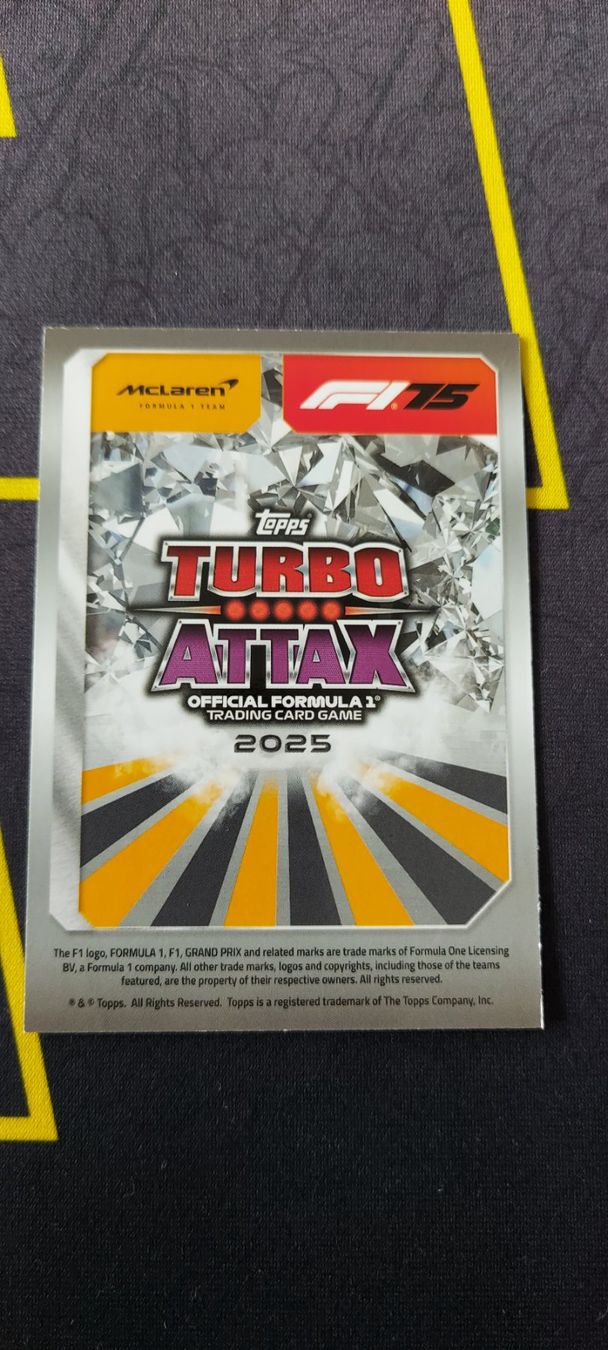 McLaren
FORMULA 1 TEAM
F1® 75
Topps®
TURBO
ATTAX
OFFICIAL FORMULA 1®
TRADING CARD GAME
2025
The F1 logo, FORMULA 1, F1, GRAND PRIX and related marks are trade marks of Formula One Licensing
BV, a Formula 1 company. All other trade marks, logos and copyrights, including those of the teams
featured, are the property of their respective owners. All rights reserved.
® & © Topps. All Rights Reserved. Topps is a registered trademark of The Topps Company, Inc.